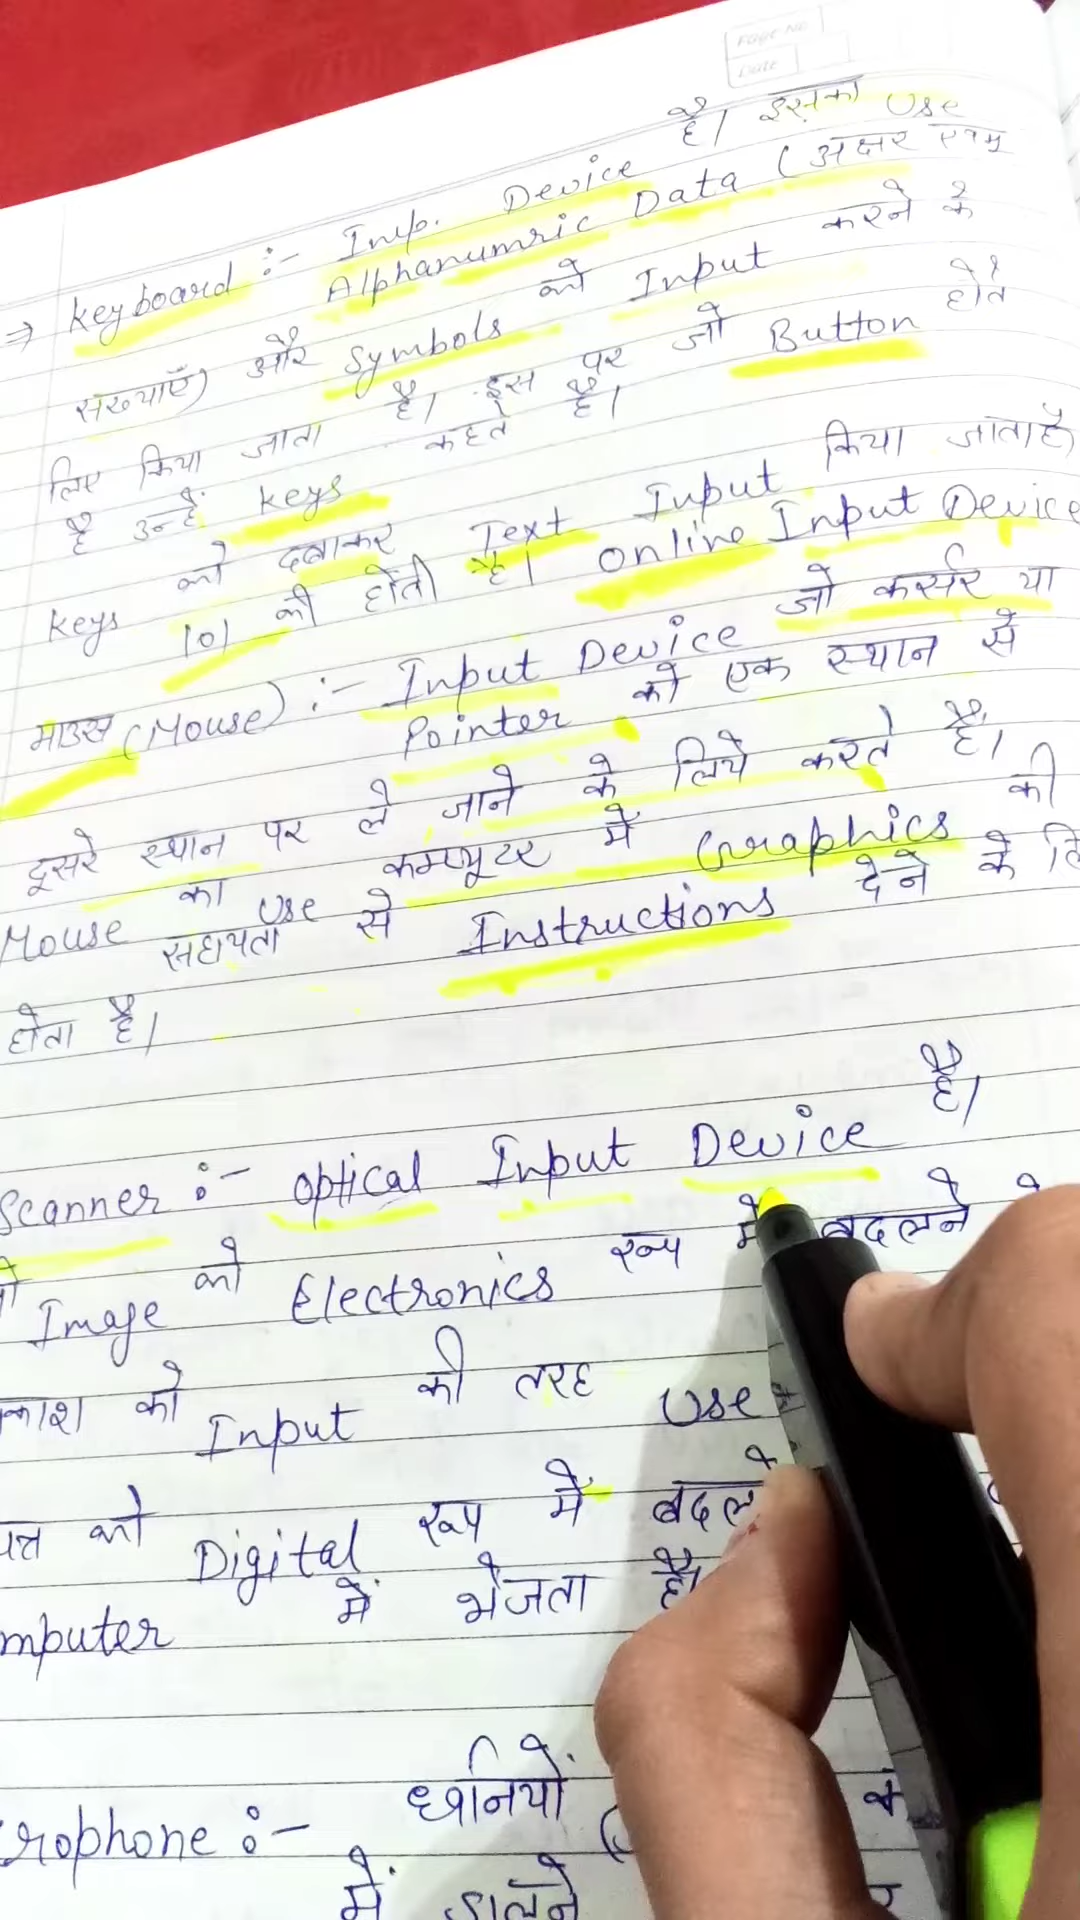 Page No
Date
⇒ Keyboard :- Imp. Device है। इसका Use
Alphanumric Data (अक्षर एवम्
संख्याएँ) और Symbols को Input करने के
लिए किया जाता है। इस पर जो Button होते
है उन्हें Keys कहते है।
Keys को दबाकर Text Input किया जाता है
101 की होती है। Online Input Device
माउस (Mouse) :- Input Device जो कर्सर या
Pointer को एक स्थान से
दूसरे स्थान पर ले जाने के लिये करते है।
Mouse का Use कम्प्यूटर में Graphics की
सहायता से Instructions देने के लि
होता है।
Scanner :- Optical Input Device है।
Image को Electronics रूप में बदलने
काश को Input की तरह Use
को Digital रूप में बदल
mputer में भेजता है।
rophone :- ध्वनियों
में डालने